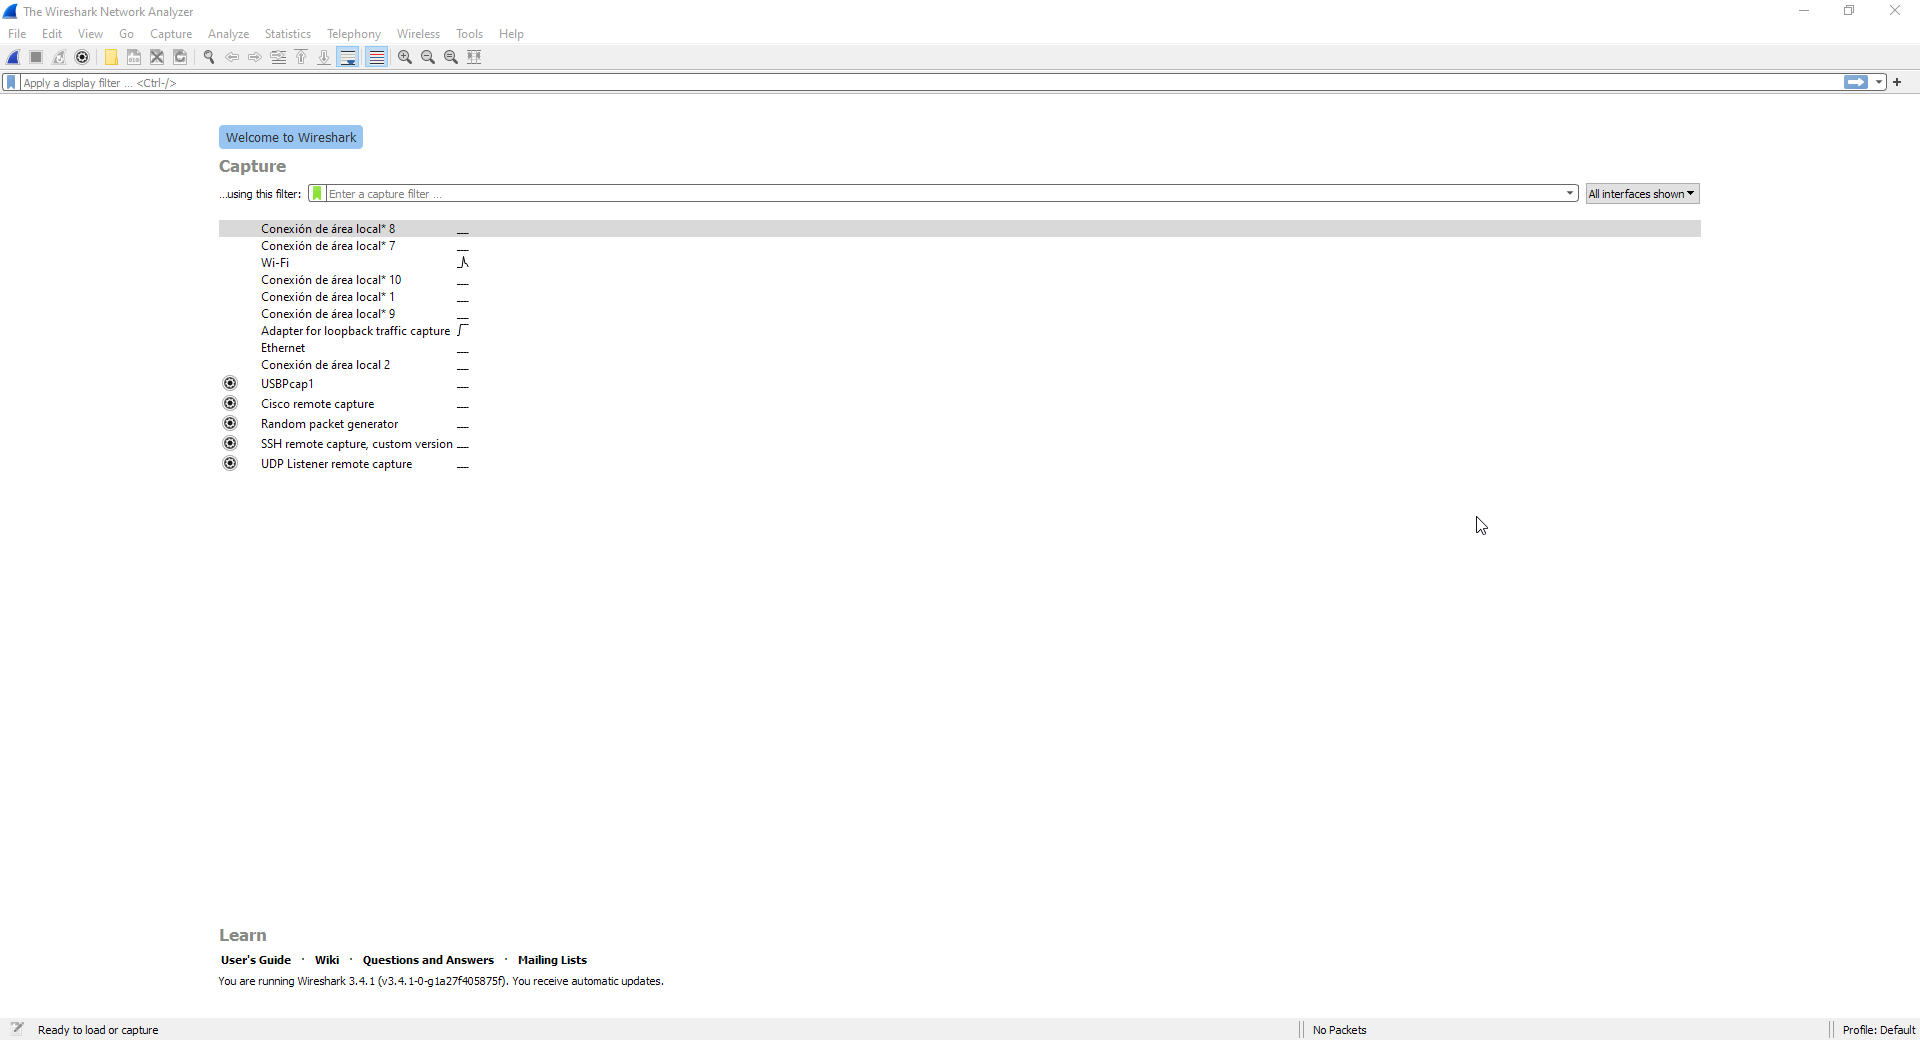 The Wireshark Network Analyzer
File Edit View Go Capture Analyze Statistics Telephony Wireless Tools Help
Apply a display filter ... <Ctrl-/>
Welcome to Wireshark
Capture
...using this filter: Enter a capture filter ... All interfaces shown
Conexión de área local* 8
Conexión de área local* 7
Wi-Fi
Conexión de área local* 10
Conexión de área local* 1
Conexión de área local* 9
Adapter for loopback traffic capture
Ethernet
Conexión de área local 2
USBPcap1
Cisco remote capture
Random packet generator
SSH remote capture, custom version
UDP Listener remote capture
Learn
User's Guide · Wiki · Questions and Answers · Mailing Lists
You are running Wireshark 3.4.1 (v3.4.1-0-g1a27f405875f). You receive automatic updates.
Ready to load or capture No Packets Profile: Default